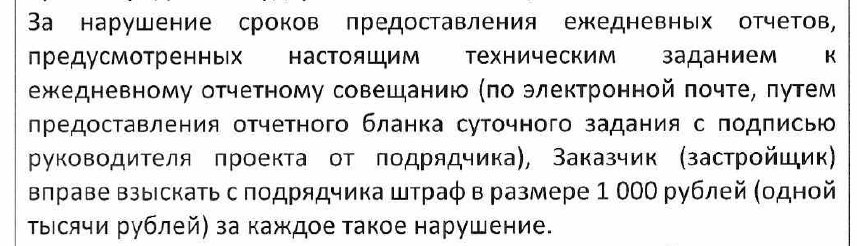 За нарушение сроков предоставления ежедневных отчетов,
предусмотренных настоящим техническим заданием к
ежедневному отчетному совещанию (по электронной почте, путем
предоставления отчетного бланка суточного задания с подписью
руководителя проекта от подрядчика), Заказчик (застройщик)
вправе взыскать с подрядчика штраф в размере 1 000 рублей (одной
тысячи рублей) за каждое такое нарушение.